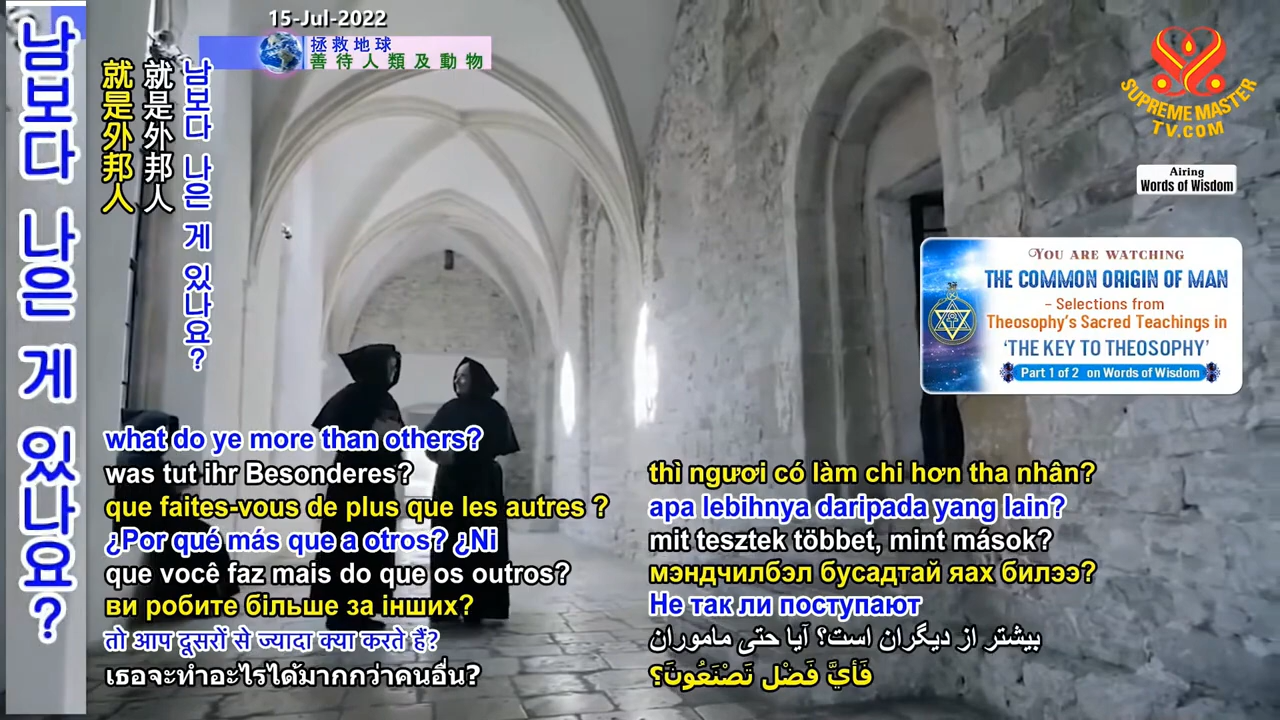 15-Jul-2022
拯救地球
善待人類及動物
남보다 나은 게 있나요?
就是外邦人
就是外邦人
남보다 나은 게 있나요?
SUPREME MASTER
TV.COM
Airing
Words of Wisdom
YOU ARE WATCHING
THE COMMON ORIGIN OF MAN
– Selections from
Theosophy's Sacred Teachings in
'THE KEY TO THEOSOPHY'
Part 1 of 2 on Words of Wisdom
what do ye more than others?
was tut ihr Besonderes?
que faites-vous de plus que les autres ?
¿Por qué más que a otros? ¿Ni
que você faz mais do que os outros?
ви робите більше за інших?
तो आप दूसरों से ज्यादा क्या करते हैं?
เธอจะทำอะไรได้มากกว่าคนอื่น?
thì ngươi có làm chi hơn tha nhân?
apa lebihnya daripada yang lain?
mit tesztek többet, mint mások?
мэндчилбэл бусадтай яах билээ?
Не так ли поступают
بیشتر از دیگران است؟ آیا حتی ماموران
فَأَيَّ فَضْل تَصْنَعُونَ؟